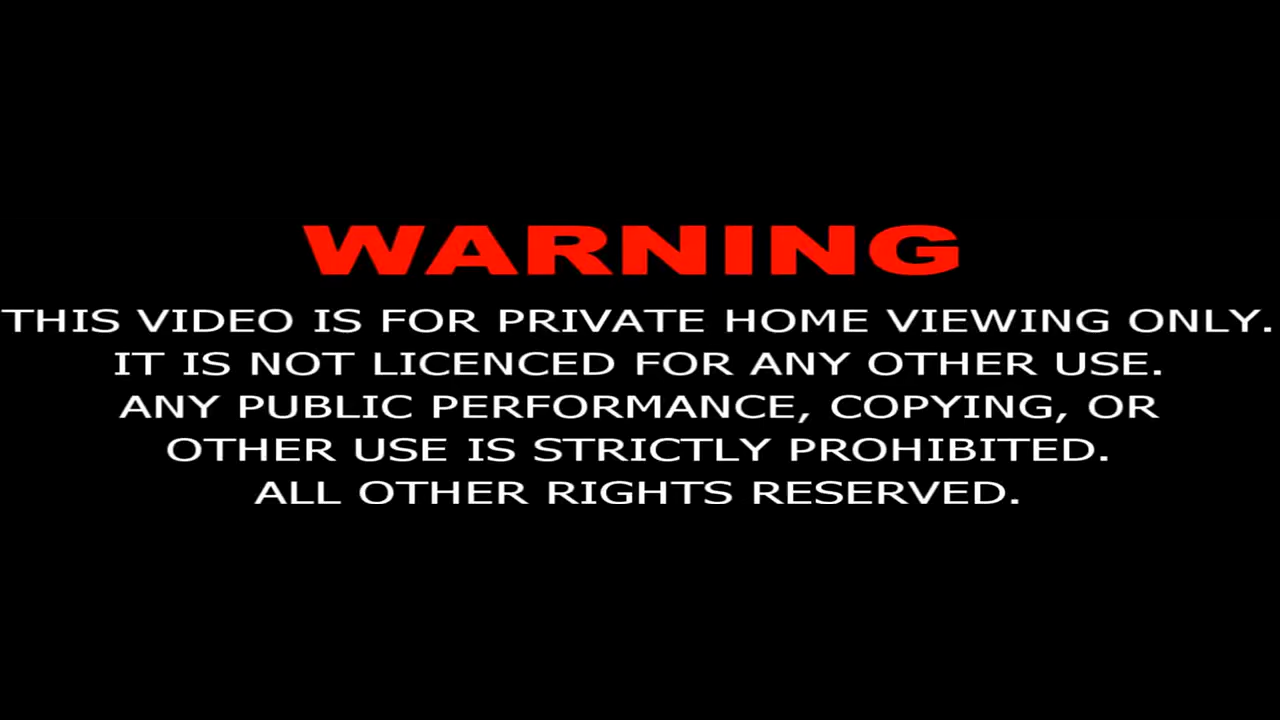 WARNING
THIS VIDEO IS FOR PRIVATE HOME VIEWING ONLY.
IT IS NOT LICENCED FOR ANY OTHER USE.
ANY PUBLIC PERFORMANCE, COPYING, OR
OTHER USE IS STRICTLY PROHIBITED.
ALL OTHER RIGHTS RESERVED.